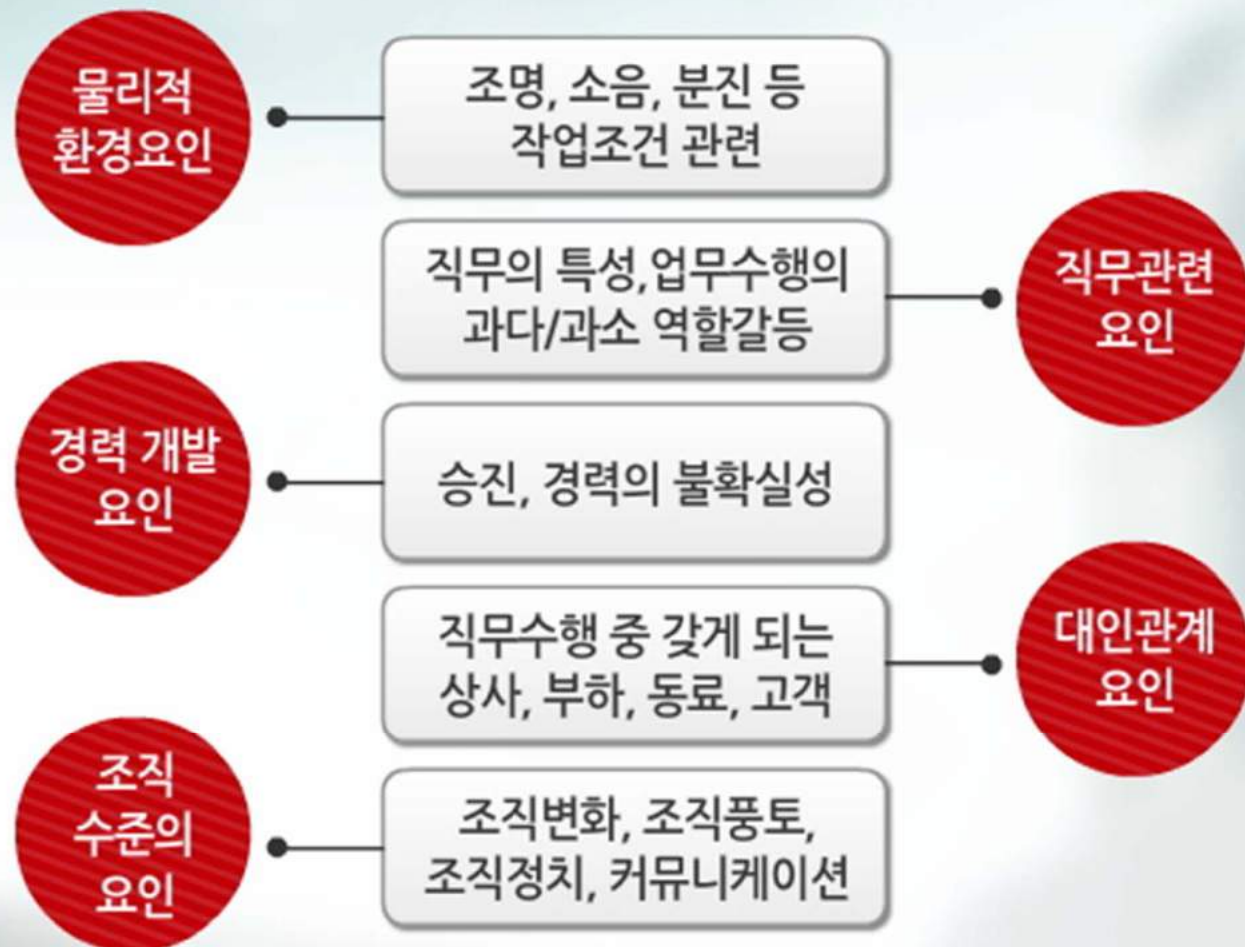 물리적
환경요인
조명, 소음, 분진 등
작업조건 관련
직무의 특성,업무수행의
과다/과소 역할갈등
직무관련
요인
경력 개발
요인
승진, 경력의 불확실성
직무수행 중 갖게 되는
상사, 부하, 동료, 고객
대인관계
요인
조직
수준의
요인
조직변화, 조직풍토,
조직정치, 커뮤니케이션